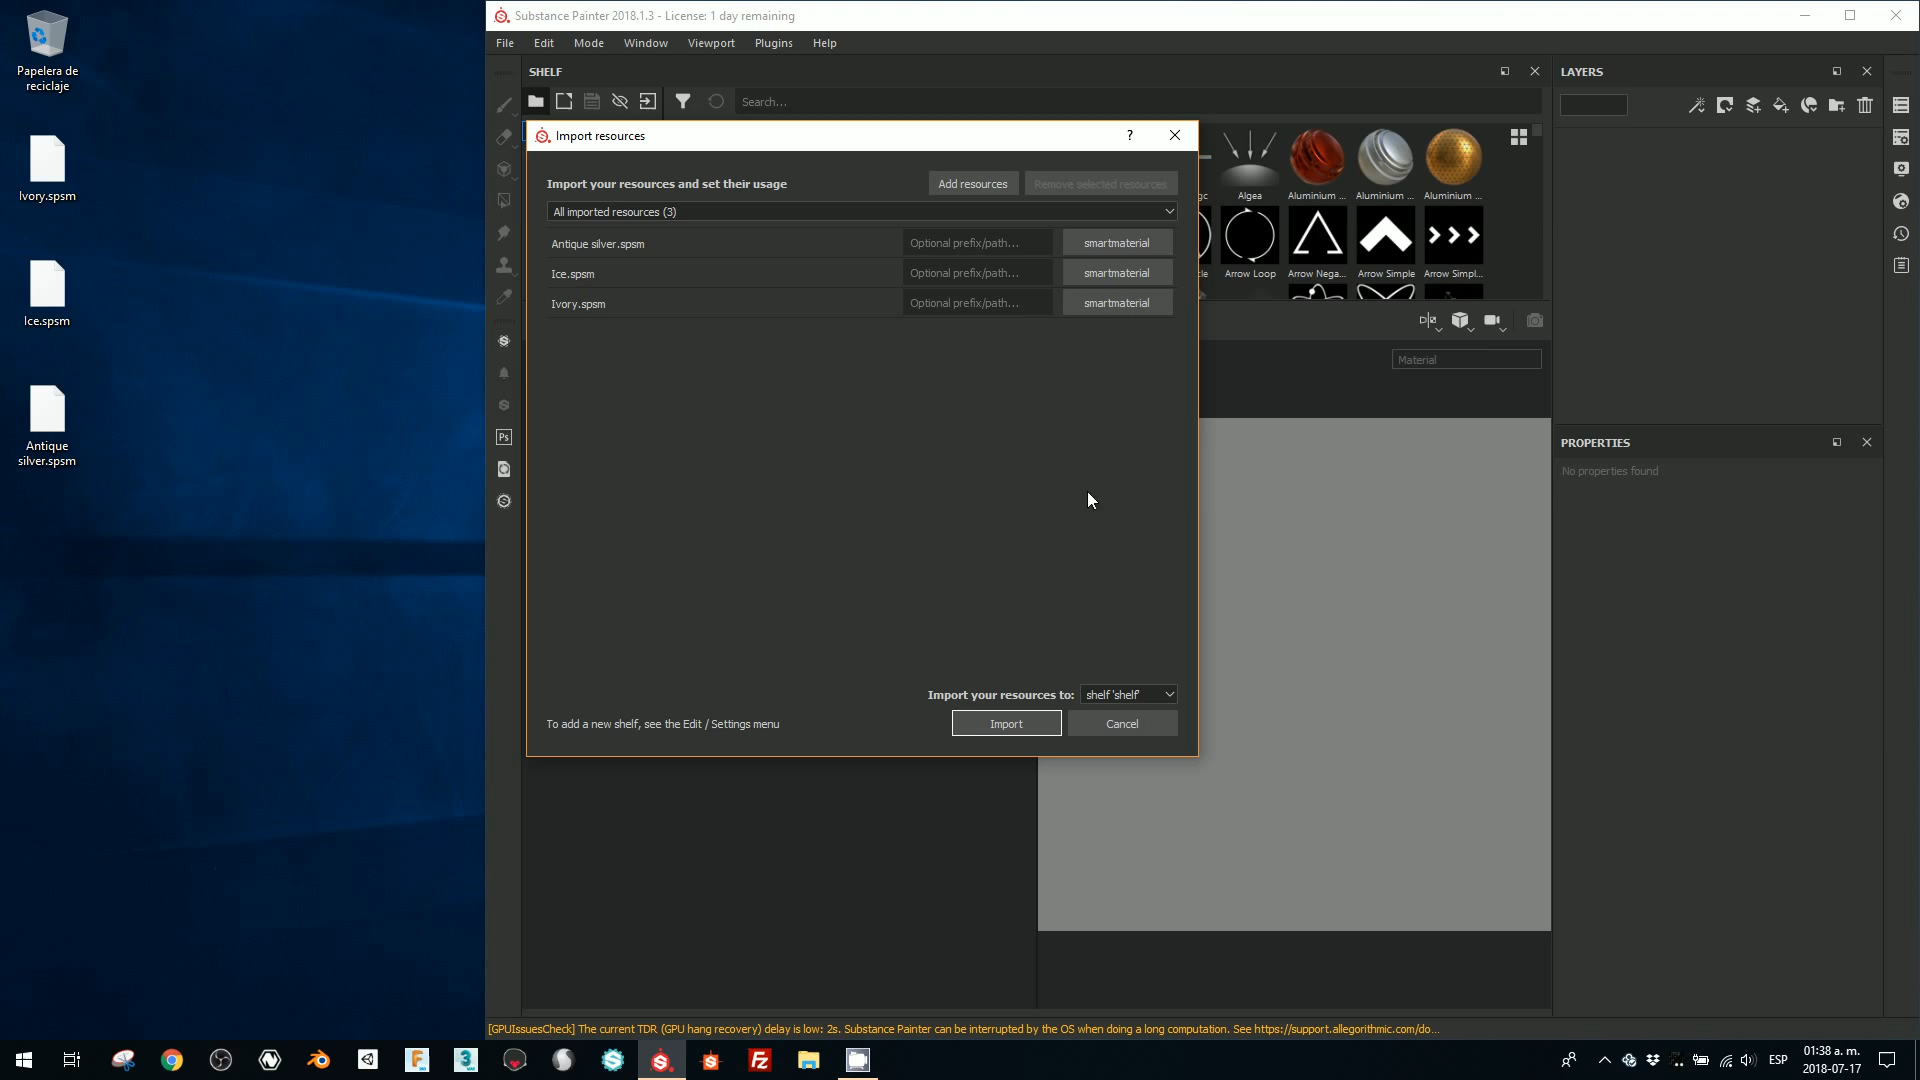 Papelera de
reciclaje
Ivory.spsm
Ice.spsm
Antique
silver.spsm
Substance Painter 2018.1.3 - License: 1 day remaining
File Edit Mode Window Viewport Plugins Help
SHELF
Search...
Import resources
?
Import your resources and set their usage
Add resources
Remove selected resources
All imported resources (3)
Antique silver.spsm Optional prefix/path... smartmaterial
Ice.spsm Optional prefix/path... smartmaterial
Ivory.spsm Optional prefix/path... smartmaterial
Import your resources to: shelf 'shelf'
To add a new shelf, see the Edit / Settings menu
Import
Cancel
Algea Aluminium ... Aluminium ... Aluminium ...
Arrow Loop Arrow Nega... Arrow Simple Arrow Simpl...
Material
LAYERS
PROPERTIES
No properties found
Ps
[GPUIssuesCheck] The current TDR (GPU hang recovery) delay is low: 2s. Substance Painter can be interrupted by the OS when doing a long computation. See https://support.allegorithmic.com/do...
ESP
01:38 a. m.
2018-07-17